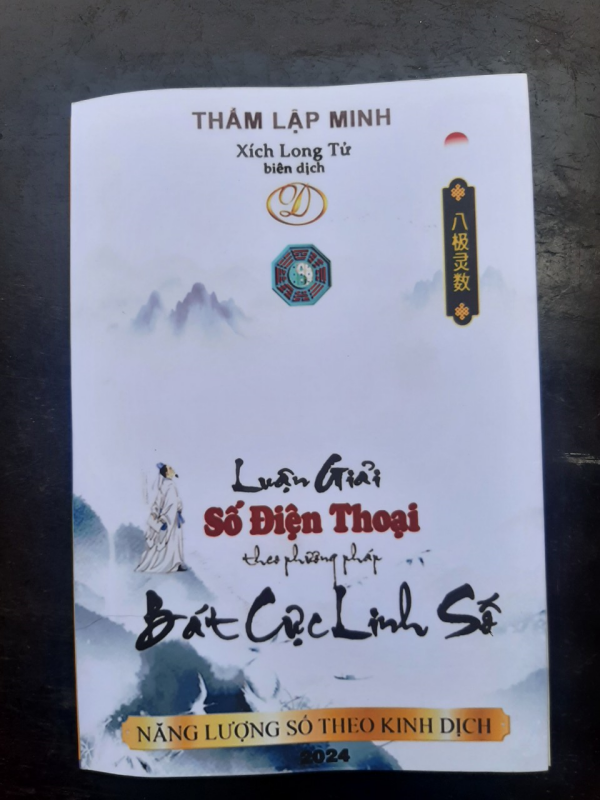 THẨM LẬP MINH
Xích Long Tử
biên dịch
D
八极灵数
Luận Giải
Số Điện Thoại
theo phương pháp
Bát Cực Linh Số
NĂNG LƯỢNG SỐ THEO KINH DỊCH
2024